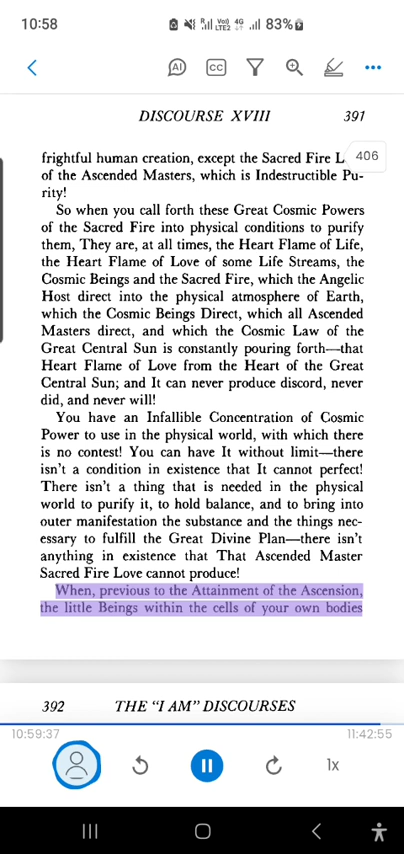 10:58
83%
AI
CC
DISCOURSE XVIII 391
406
frightful human creation, except the Sacred Fire L
of the Ascended Masters, which is Indestructible Pu-
rity!
So when you call forth these Great Cosmic Powers
of the Sacred Fire into physical conditions to purify
them, They are, at all times, the Heart Flame of Life,
the Heart Flame of Love of some Life Streams, the
Cosmic Beings and the Sacred Fire, which the Angelic
Host direct into the physical atmosphere of Earth,
which the Cosmic Beings Direct, which all Ascended
Masters direct, and which the Cosmic Law of the
Great Central Sun is constantly pouring forth—that
Heart Flame of Love from the Heart of the Great
Central Sun; and It can never produce discord, never
did, and never will!
You have an Infallible Concentration of Cosmic
Power to use in the physical world, with which there
is no contest! You can have It without limit—there
isn't a condition in existence that It cannot perfect!
There isn't a thing that is needed in the physical
world to purify it, to hold balance, and to bring into
outer manifestation the substance and the things nec-
essary to fulfill the Great Divine Plan—there isn't
anything in existence that That Ascended Master
Sacred Fire Love cannot produce!
When, previous to the Attainment of the Ascension,
the little Beings within the cells of your own bodies
392 THE "I AM" DISCOURSES
10:59:37 11:42:55
1x